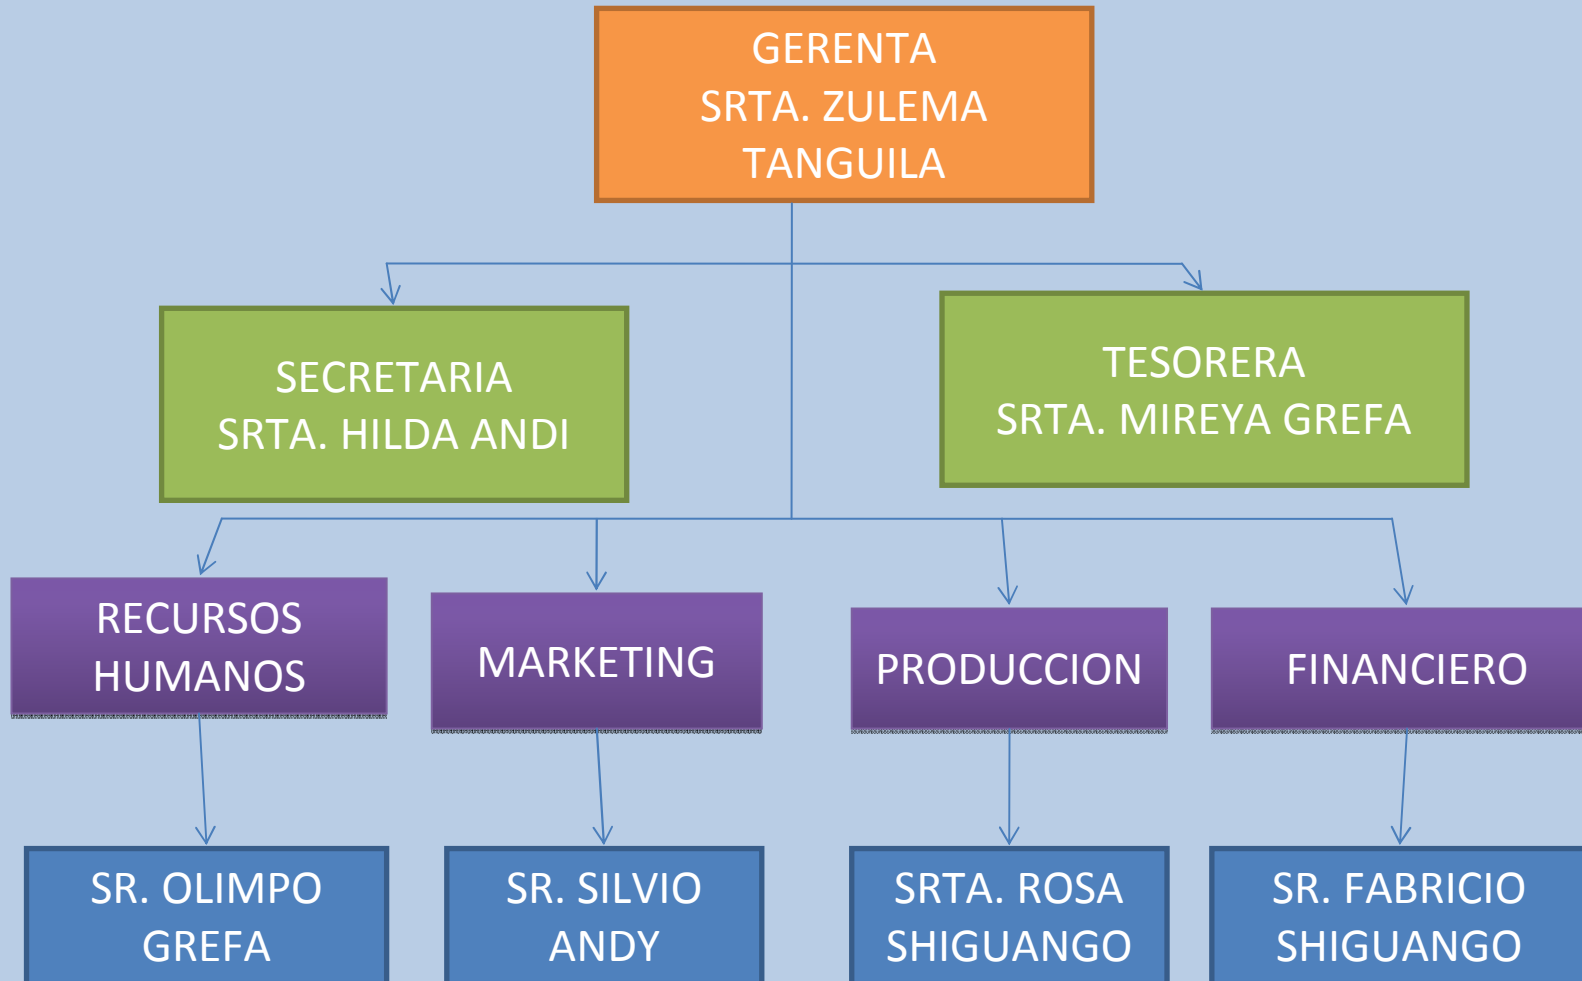 GERENTA
SRTA. ZULEMA
TANGUILA
SECRETARIA
SRTA. HILDA ANDI
TESORERA
SRTA. MIREYA GREFA
RECURSOS
HUMANOS
MARKETING
PRODUCCION
FINANCIERO
SR. OLIMPO
GREFA
SR. SILVIO
ANDY
SRTA. ROSA
SHIGUANGO
SR. FABRICIO
SHIGUANGO